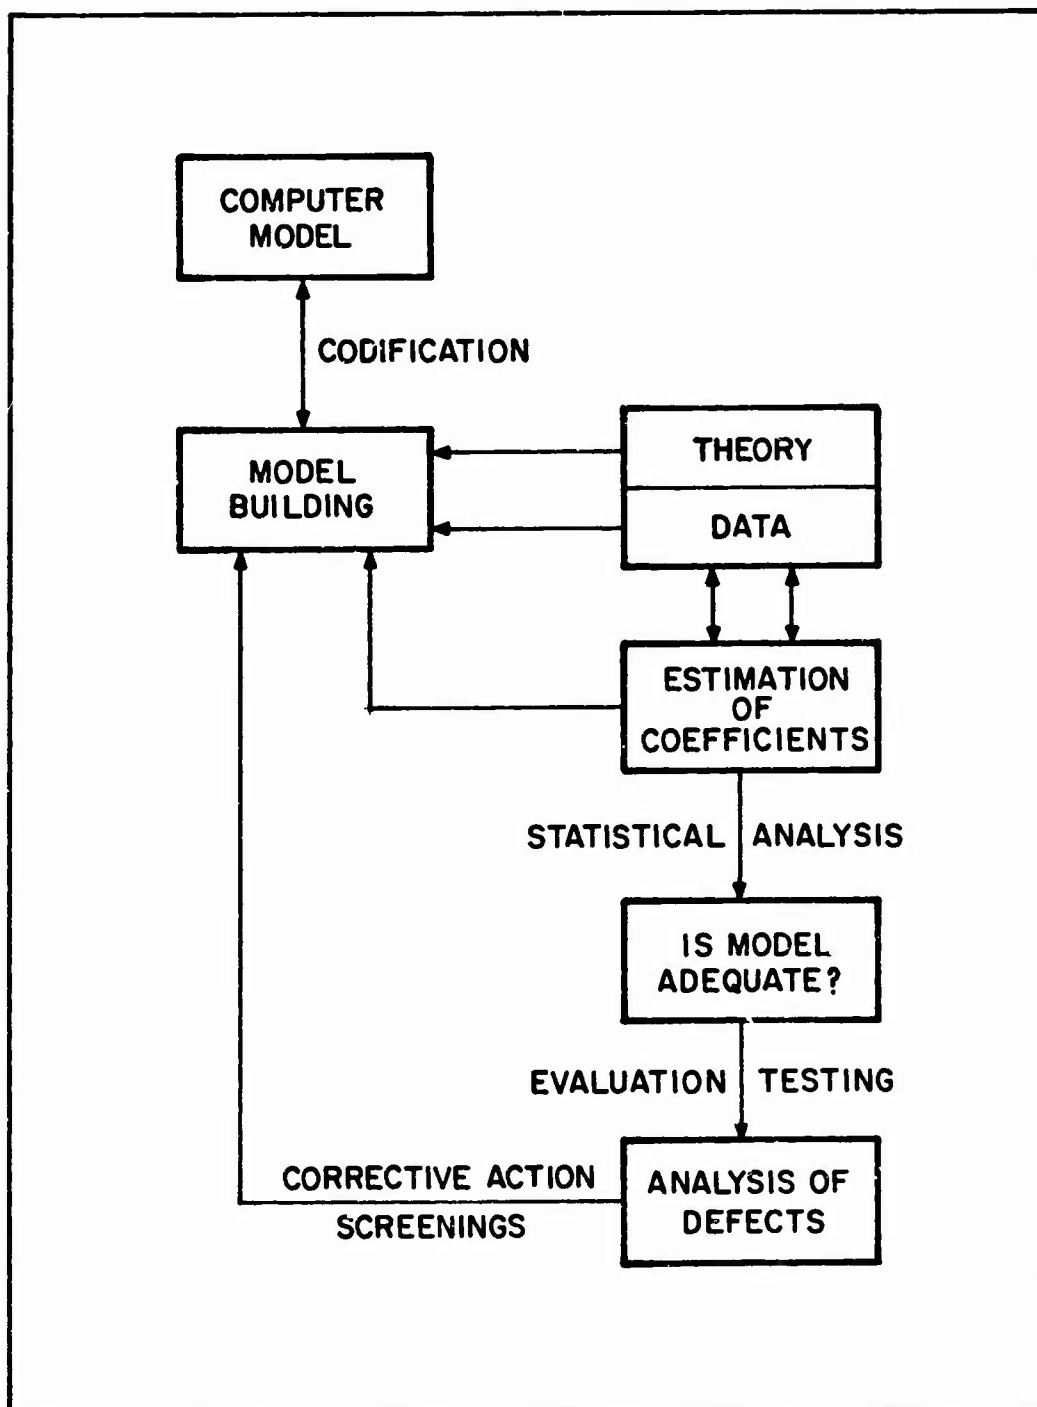 COMPUTER
MODEL
CODIFICATION
MODEL
BUILDING
THEORY
DATA
ESTIMATION
OF
COEFFICIENTS
STATISTICAL ANALYSIS
IS MODEL
ADEQUATE?
EVALUATION TESTING
CORRECTIVE ACTION
SCREENINGS
ANALYSIS OF
DEFECTS